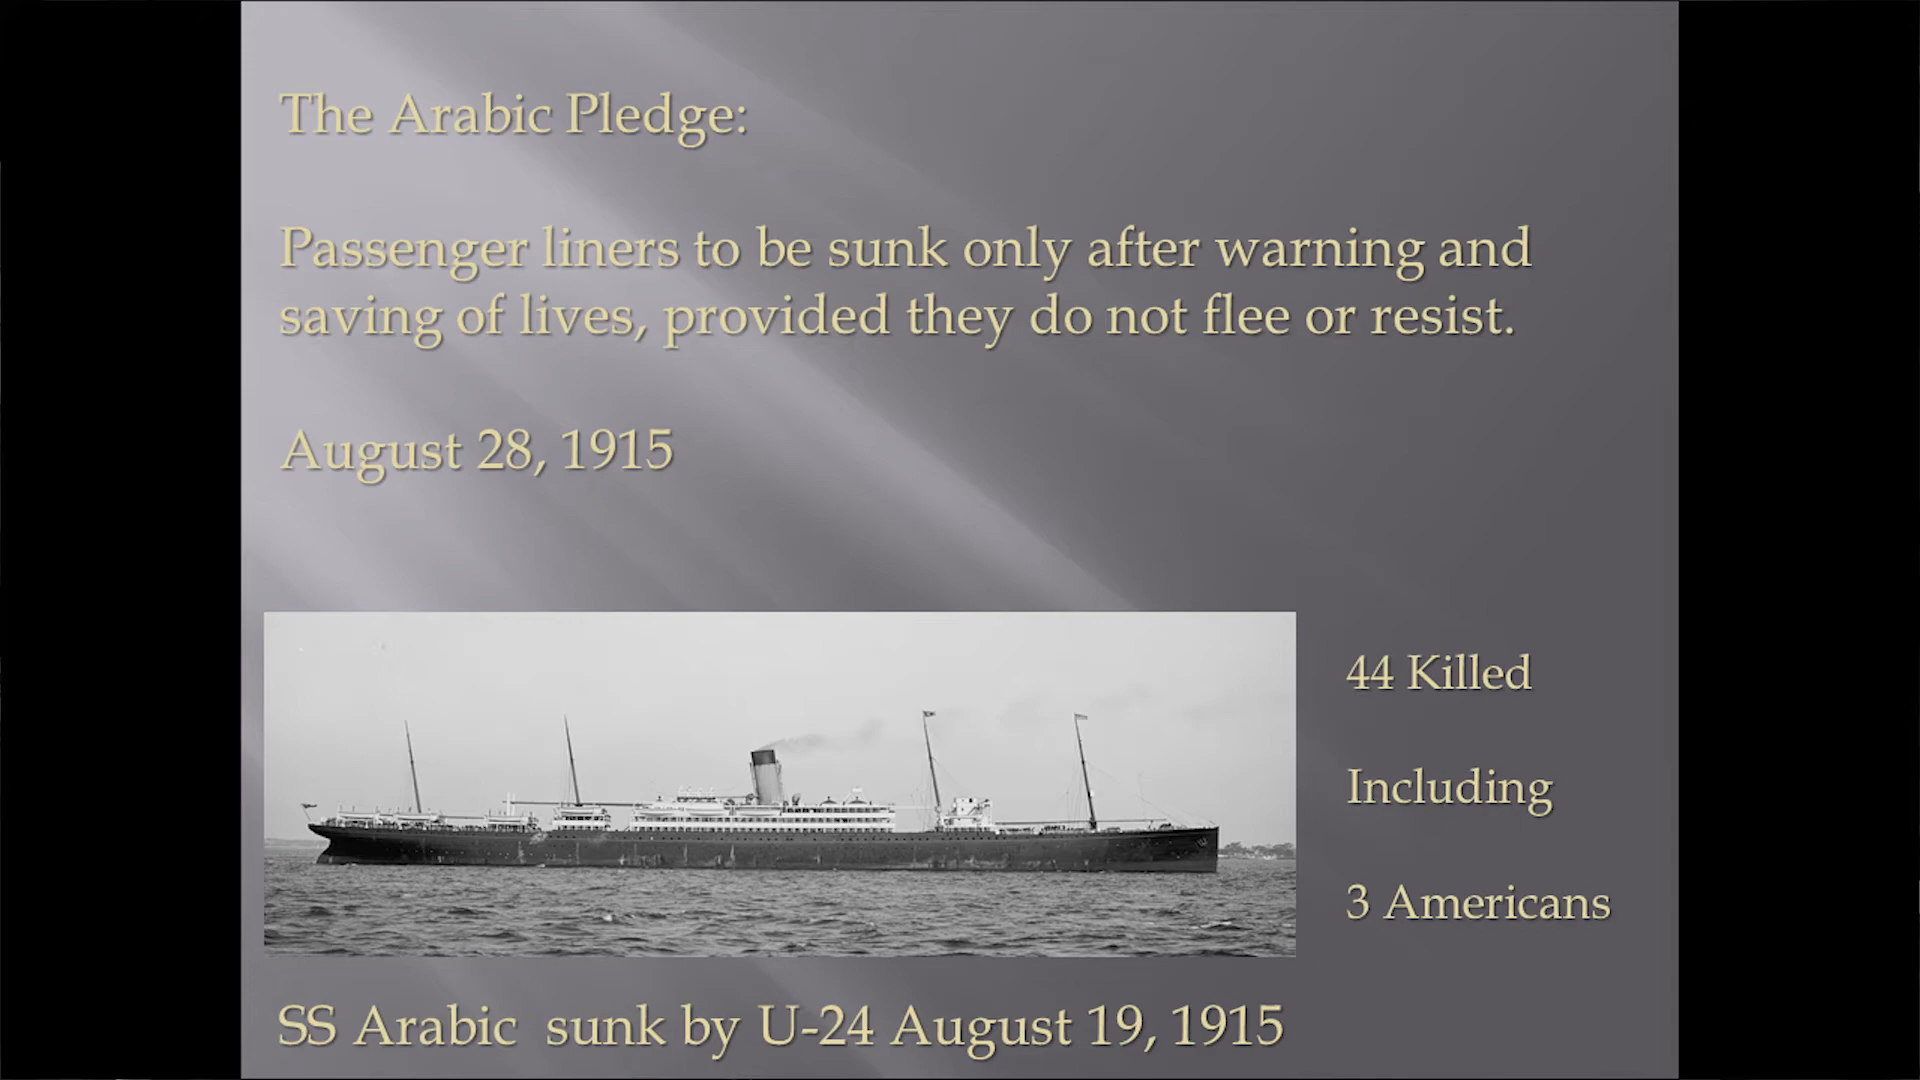 The Arabic Pledge:
Passenger liners to be sunk only after warning and
saving of lives, provided they do not flee or resist.
August 28, 1915
44 Killed
Including
3 Americans
SS Arabic sunk by U-24 August 19, 1915